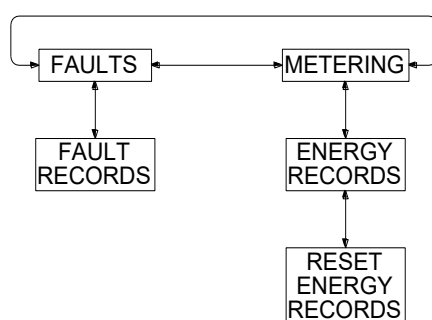 FAULTS
METERING
FAULT
RECORDS
ENERGY
RECORDS
RESET
ENERGY
RECORDS